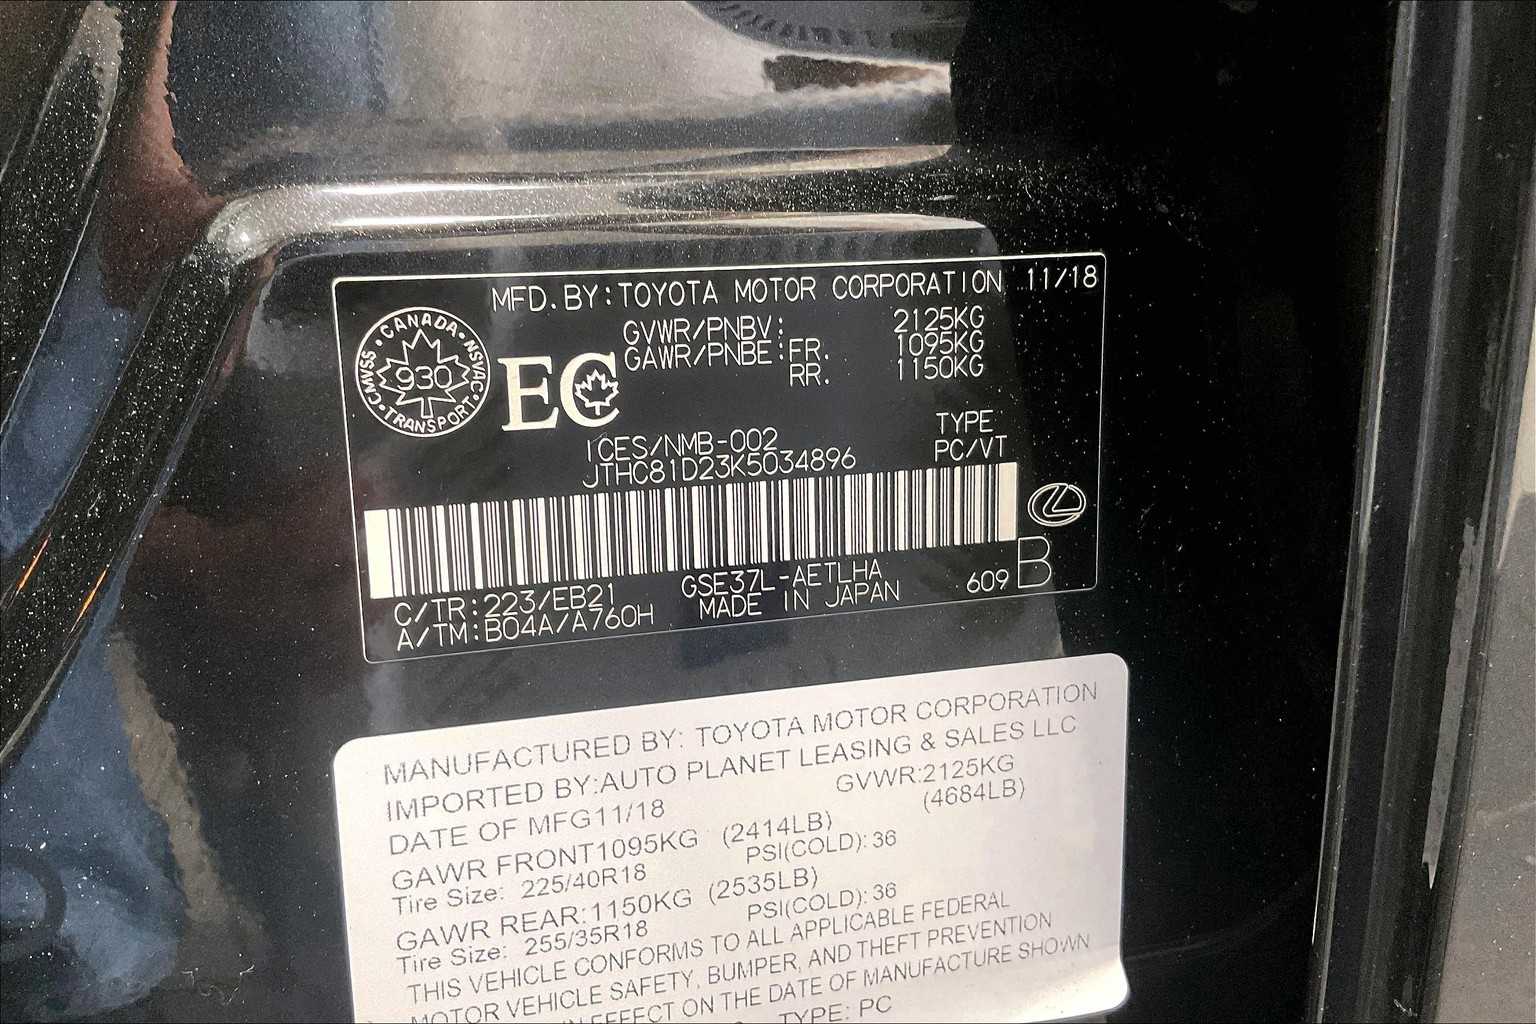 MFD. BY: TOYOTA MOTOR CORPORATION 11/18
GVWR/PNBV: 2125KG
GAWR/PNBE: FR. 1095KG
RR. 1150KG
CMVSS • CANADA • NSVAC • TRANSPORT •
930
EC
ICES/NMB-002
JTHC81D23K5034896
TYPE
PC/VT
C/TR:223/EB21
A/TM:B04A/A760H
GSE37L-AETLHA
MADE IN JAPAN
609 B
MANUFACTURED BY: TOYOTA MOTOR CORPORATION
IMPORTED BY:AUTO PLANET LEASING & SALES LLC
DATE OF MFG11/18
GVWR:2125KG
(4684LB)
GAWR FRONT1095KG (2414LB)
Tire Size: 225/40R18 PSI(COLD): 36
GAWR REAR:1150KG (2535LB)
Tire Size: 255/35R18 PSI(COLD): 36
THIS VEHICLE CONFORMS TO ALL APPLICABLE FEDERAL
MOTOR VEHICLE SAFETY, BUMPER, AND THEFT PREVENTION
IN EFFECT ON THE DATE OF MANUFACTURE SHOWN
TYPE: PC